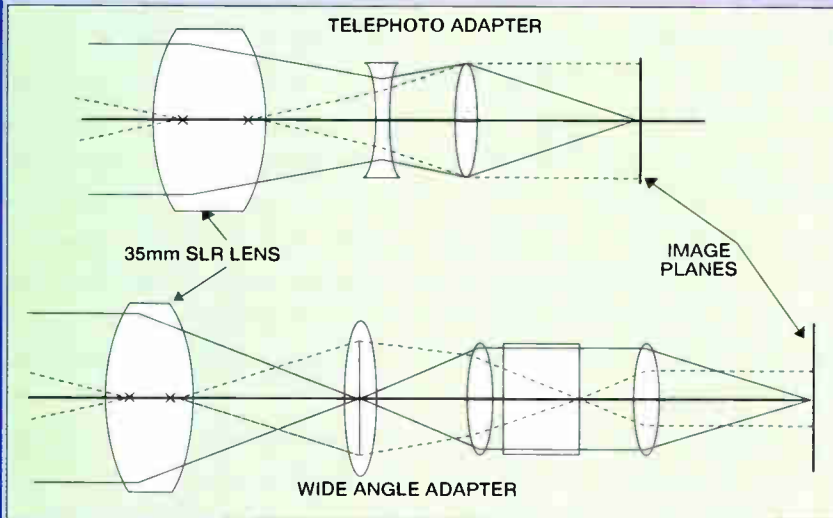 TELEPHOTO ADAPTER
35mm SLR LENS
IMAGE
PLANES
WIDE ANGLE ADAPTER